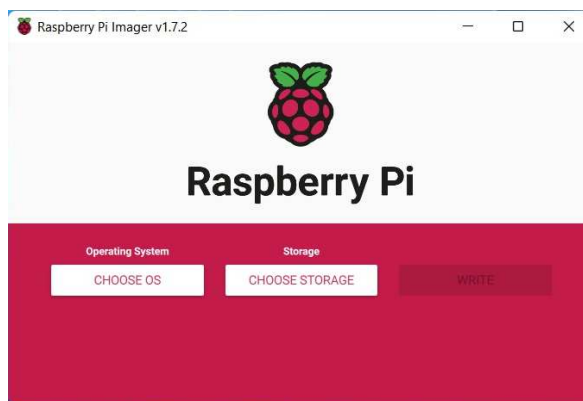 Raspberry Pi Imager v1.7.2
Raspberry Pi
Operating System
Storage
CHOOSE OS
CHOOSE STORAGE
WRITE